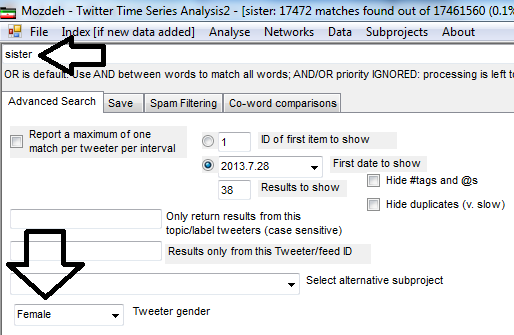 Mozdeh - Twitter Time Series Analysis2 - [sister: 17472 matches found out of 17461560 (0.1%
File Index [if new data added] Analyse Networks Data Subprojects About
sister
OR is default. Use AND between words to match all words; AND/OR priority IGNORED: processing is left to
Advanced Search Save Spam Filtering Co-word comparisons
Report a maximum of one
match per tweeter per interval
1 ID of first item to show
2013.7.28 First date to show
38 Results to show
Hide #tags and @s
Hide duplicates (v. slow)
Only return results from this
topic/label tweeters (case sensitive)
Results only from this Tweeter/feed ID
Select alternative subproject
Female Tweeter gender